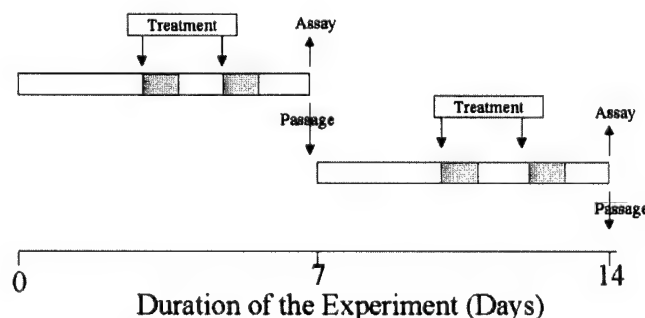 Treatment
Assay
Passage
Treatment
Assay
Passage
0
7
14
Duration of the Experiment (Days)